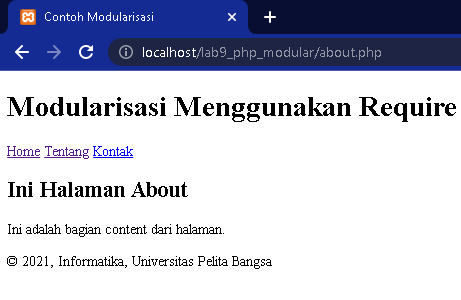 Contoh Modularisasi
localhost/lab9_php_modular/about.php
Modularisasi Menggunakan Require
Home Tentang Kontak
Ini Halaman About
Ini adalah bagian content dari halaman.
© 2021, Informatika, Universitas Pelita Bangsa